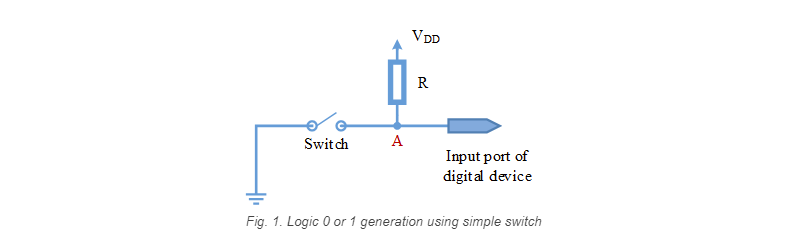 VDD
R
Switch
A
Input port of
digital device
Fig. 1. Logic 0 or 1 generation using simple switch